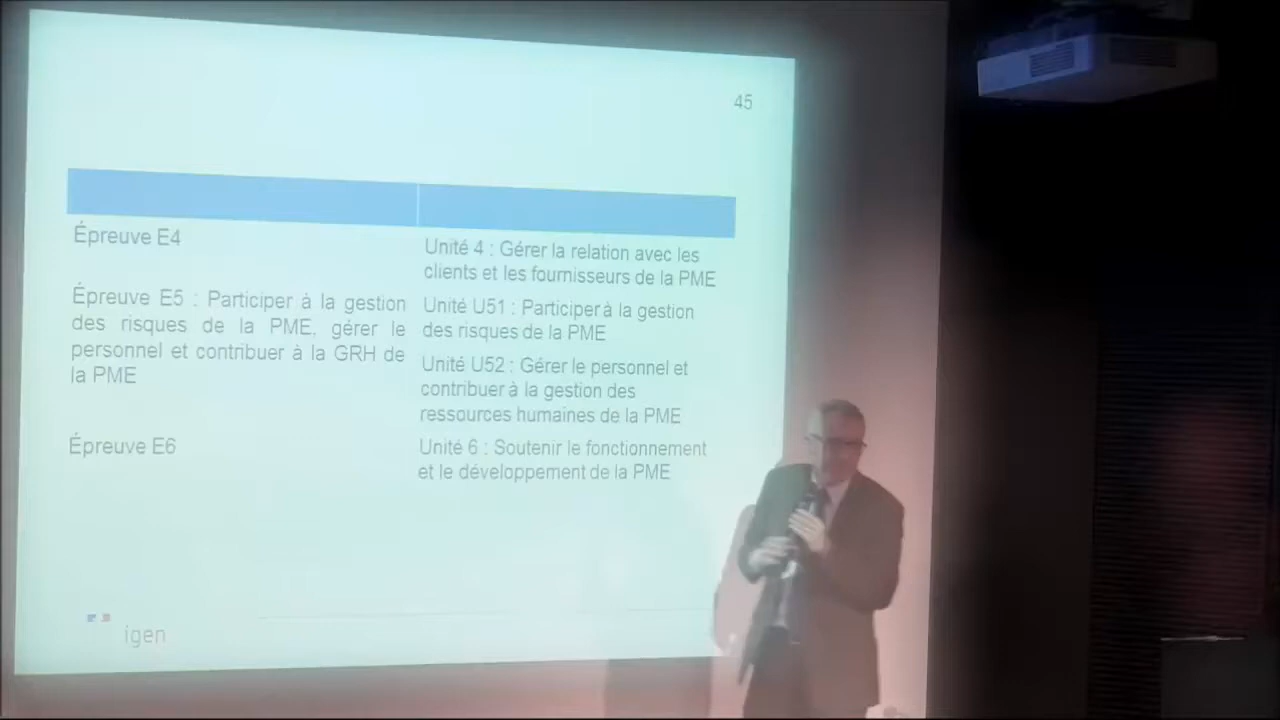 45
Épreuve E4
Unité 4 : Gérer la relation avec les
clients et les fournisseurs de la PME
Épreuve E5 : Participer à la gestion
des risques de la PME, gérer le
personnel et contribuer à la GRH de
la PME
Unité U51 : Participer à la gestion
des risques de la PME
Unité U52 : Gérer le personnel et
contribuer à la gestion des
ressources humaines de la PME
Épreuve E6
Unité 6 : Soutenir le fonctionnement
et le développement de la PME
igen